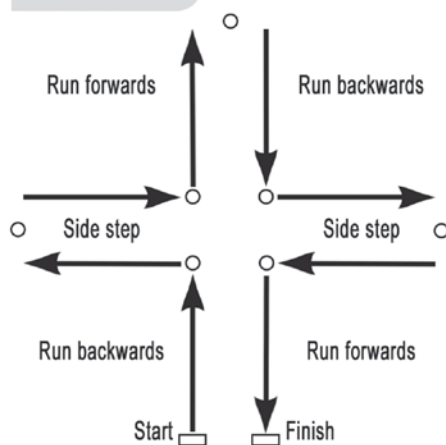 Run forwards
Run backwards
Side step
Side step
Run backwards
Run forwards
Start
Finish